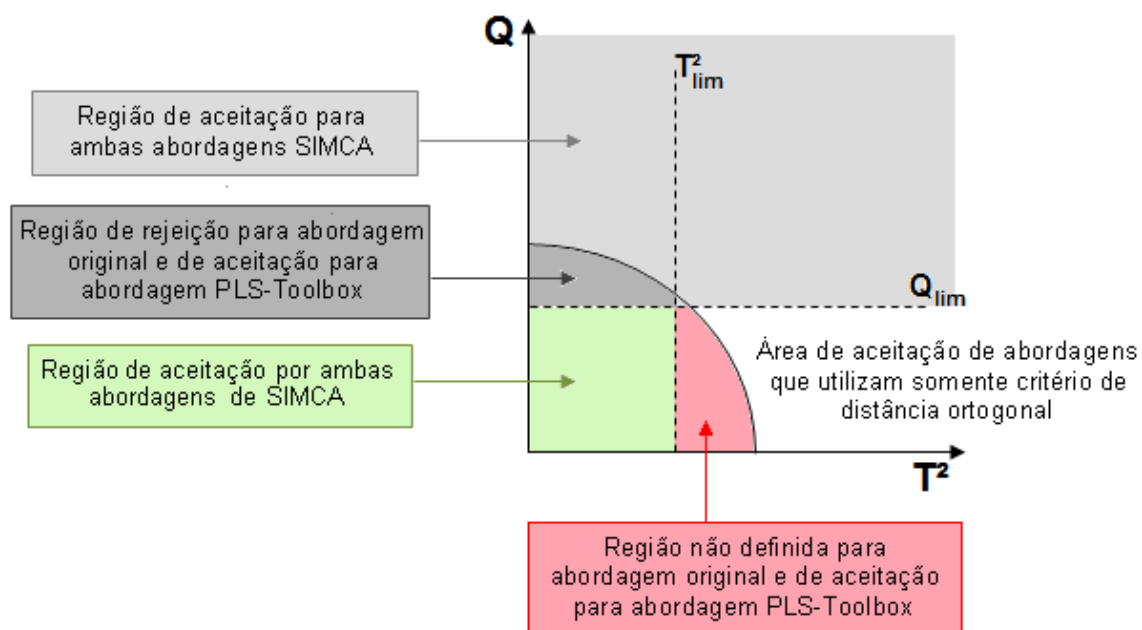 Q
T²lim
Região de aceitação para
ambas abordagens SIMCA
Região de rejeição para abordagem
original e de aceitação para
abordagem PLS-Toolbox
Qlim
Região de aceitação por ambas
abordagens de SIMCA
Área de aceitação de abordagens
que utilizam somente critério de
distância ortogonal
T²
Região não definida para
abordagem original e de aceitação
para abordagem PLS-Toolbox